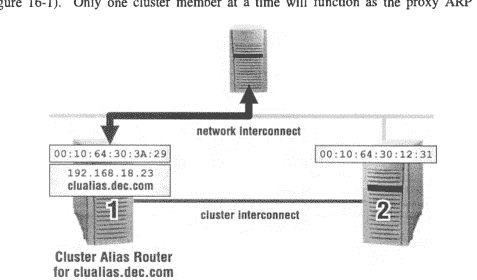 gure 16-1). Only one cluster member at a time will function as the proxy ARP
network interconnect
00:10:64:30:3A:29
00:10:64:30:12:31
192.168.18.23
clualias.dec.com
1
2
cluster interconnect
Cluster Alias Router
for clualias.dec.com